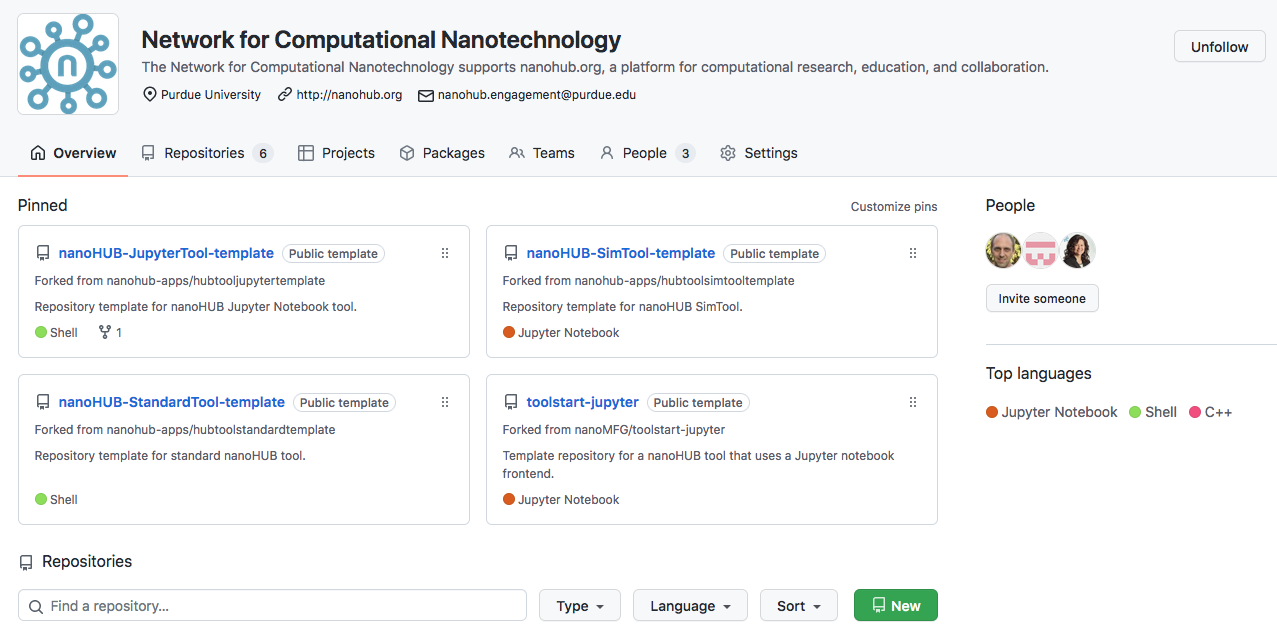 n
Network for Computational Nanotechnology
Unfollow
The Network for Computational Nanotechnology supports nanohub.org, a platform for computational research, education, and collaboration.
Purdue University http://nanohub.org nanohub.engagement@purdue.edu
Overview Repositories 6 Projects Packages Teams People 3 Settings
Pinned
Customize pins
nanoHUB-JupyterTool-template Public template
Forked from nanohub-apps/hubtooljupytertemplate
Repository template for nanoHUB Jupyter Notebook tool.
Shell 1
nanoHUB-SimTool-template Public template
Forked from nanohub-apps/hubtoolsimtooltemplate
Repository template for nanoHUB SimTool.
Jupyter Notebook
nanoHUB-StandardTool-template Public template
Forked from nanohub-apps/hubtoolstandardtemplate
Repository template for standard nanoHUB tool.
Shell
toolstart-jupyter Public template
Forked from nanoMFG/toolstart-jupyter
Template repository for a nanoHUB tool that uses a Jupyter notebook
frontend.
Jupyter Notebook
People
Invite someone
Top languages
Jupyter Notebook Shell C++
Repositories
Find a repository...
Type Language Sort New